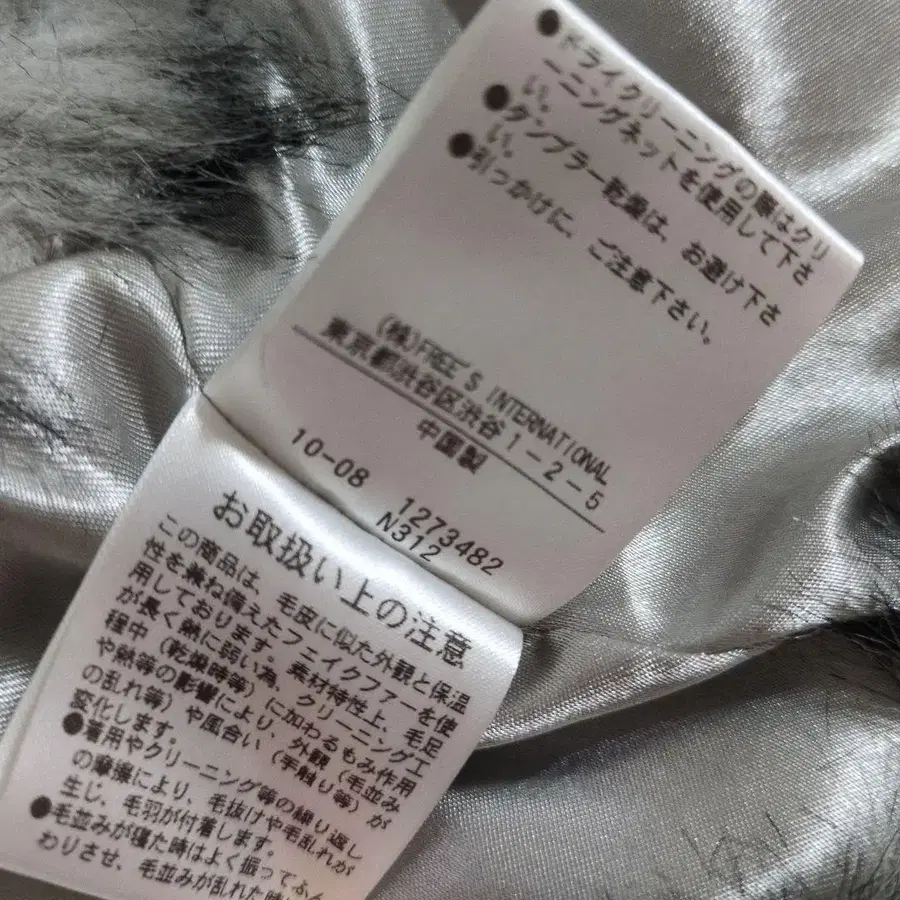 ●ドライクリーニングの際はクリ
ーニングネットを使用して下さ
い。
●タンブラー乾燥は、お避け下さ
い。
●引っかけに、ご注意下さい。
(株)FREE'S INTERNATIONAL
東京都渋谷区渋谷1-2-5
中国製
10-08 1273482
N312
お取扱い上の注意
この商品は、毛皮に似た外観と保温
性を兼ね備えたフェイクファーを使
用しております。素材特性上、毛足
が長く熱に弱い為、クリーニング工
程中(乾燥時等)に加わるもみ作用
や熱等の影響により、外観(毛並み
の乱れ等)や風合い(手触り等)が
変化します。
●着用やクリーニング等の繰り返し
の摩擦により、毛抜けや毛乱れが
生じ、毛羽が付着します。
●毛並みが寝た時はよく振ってふん
わりさせ、毛並みが乱れた時